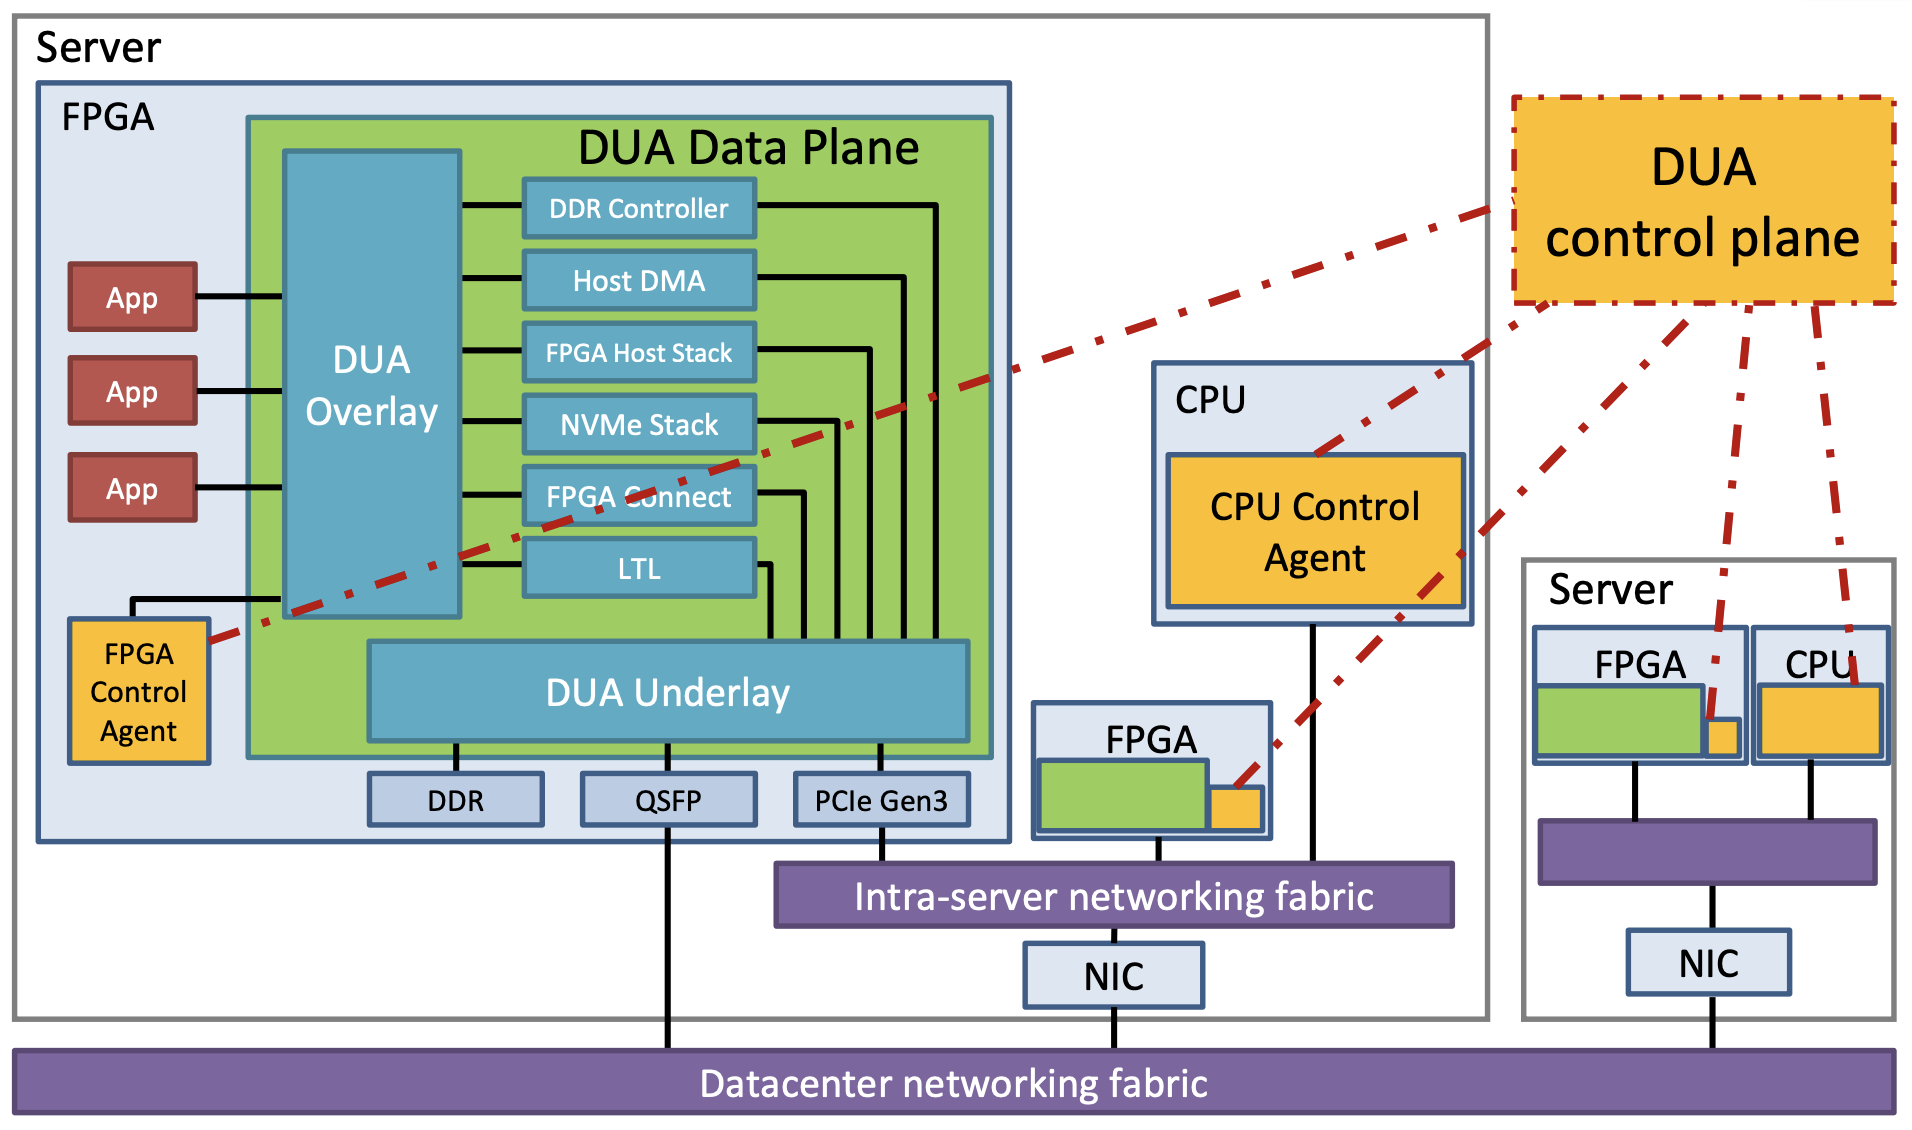 Server
FPGA
DUA Data Plane
DUA
Overlay
DDR Controller
Host DMA
FPGA Host Stack
NVMe Stack
FPGA Connect
LTL
App
App
App
FPGA
Control
Agent
DUA Underlay
DDR
QSFP
PCIe Gen3
CPU
CPU Control
Agent
FPGA
Intra-server networking fabric
NIC
DUA
control plane
Server
FPGA
CPU
NIC
Datacenter networking fabric